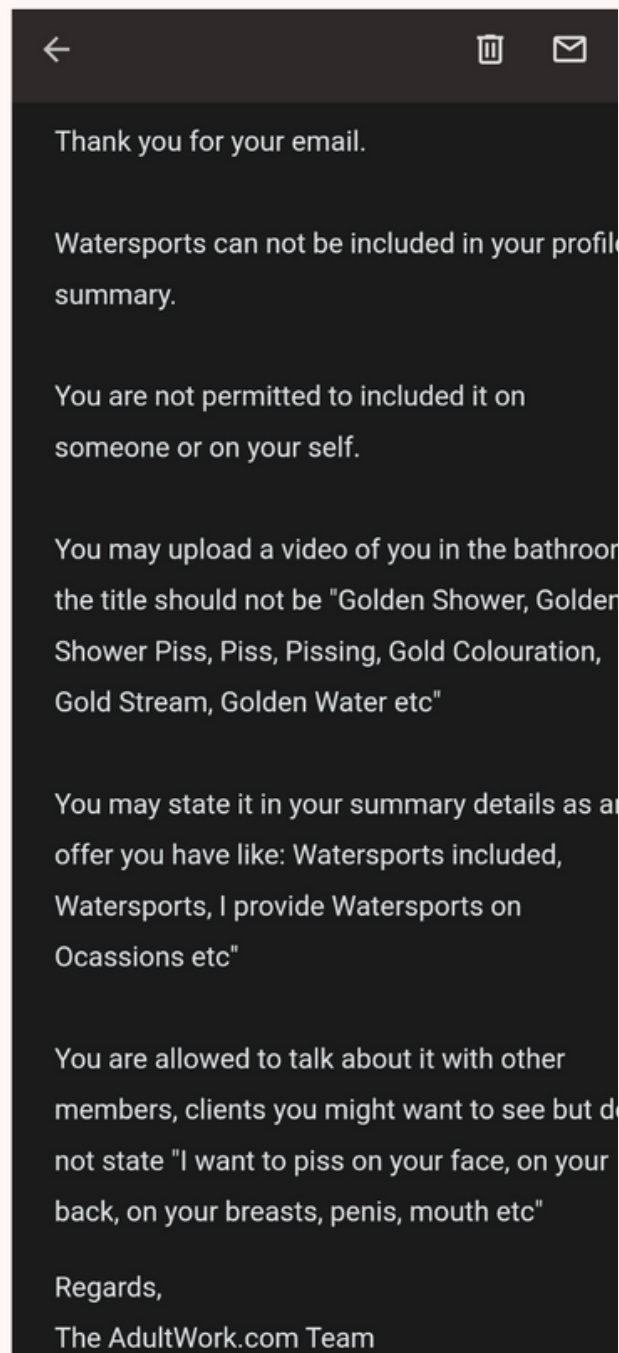 Thank you for your email.
Watersports can not be included in your profile
summary.
You are not permitted to included it on
someone or on your self.
You may upload a video of you in the bathroom
the title should not be "Golden Shower, Golden
Shower Piss, Piss, Pissing, Gold Colouration,
Gold Stream, Golden Water etc"
You may state it in your summary details as an
offer you have like: Watersports included,
Watersports, I provide Watersports on
Ocassions etc"
You are allowed to talk about it with other
members, clients you might want to see but do
not state "I want to piss on your face, on your
back, on your breasts, penis, mouth etc"
Regards,
The AdultWork.com Team